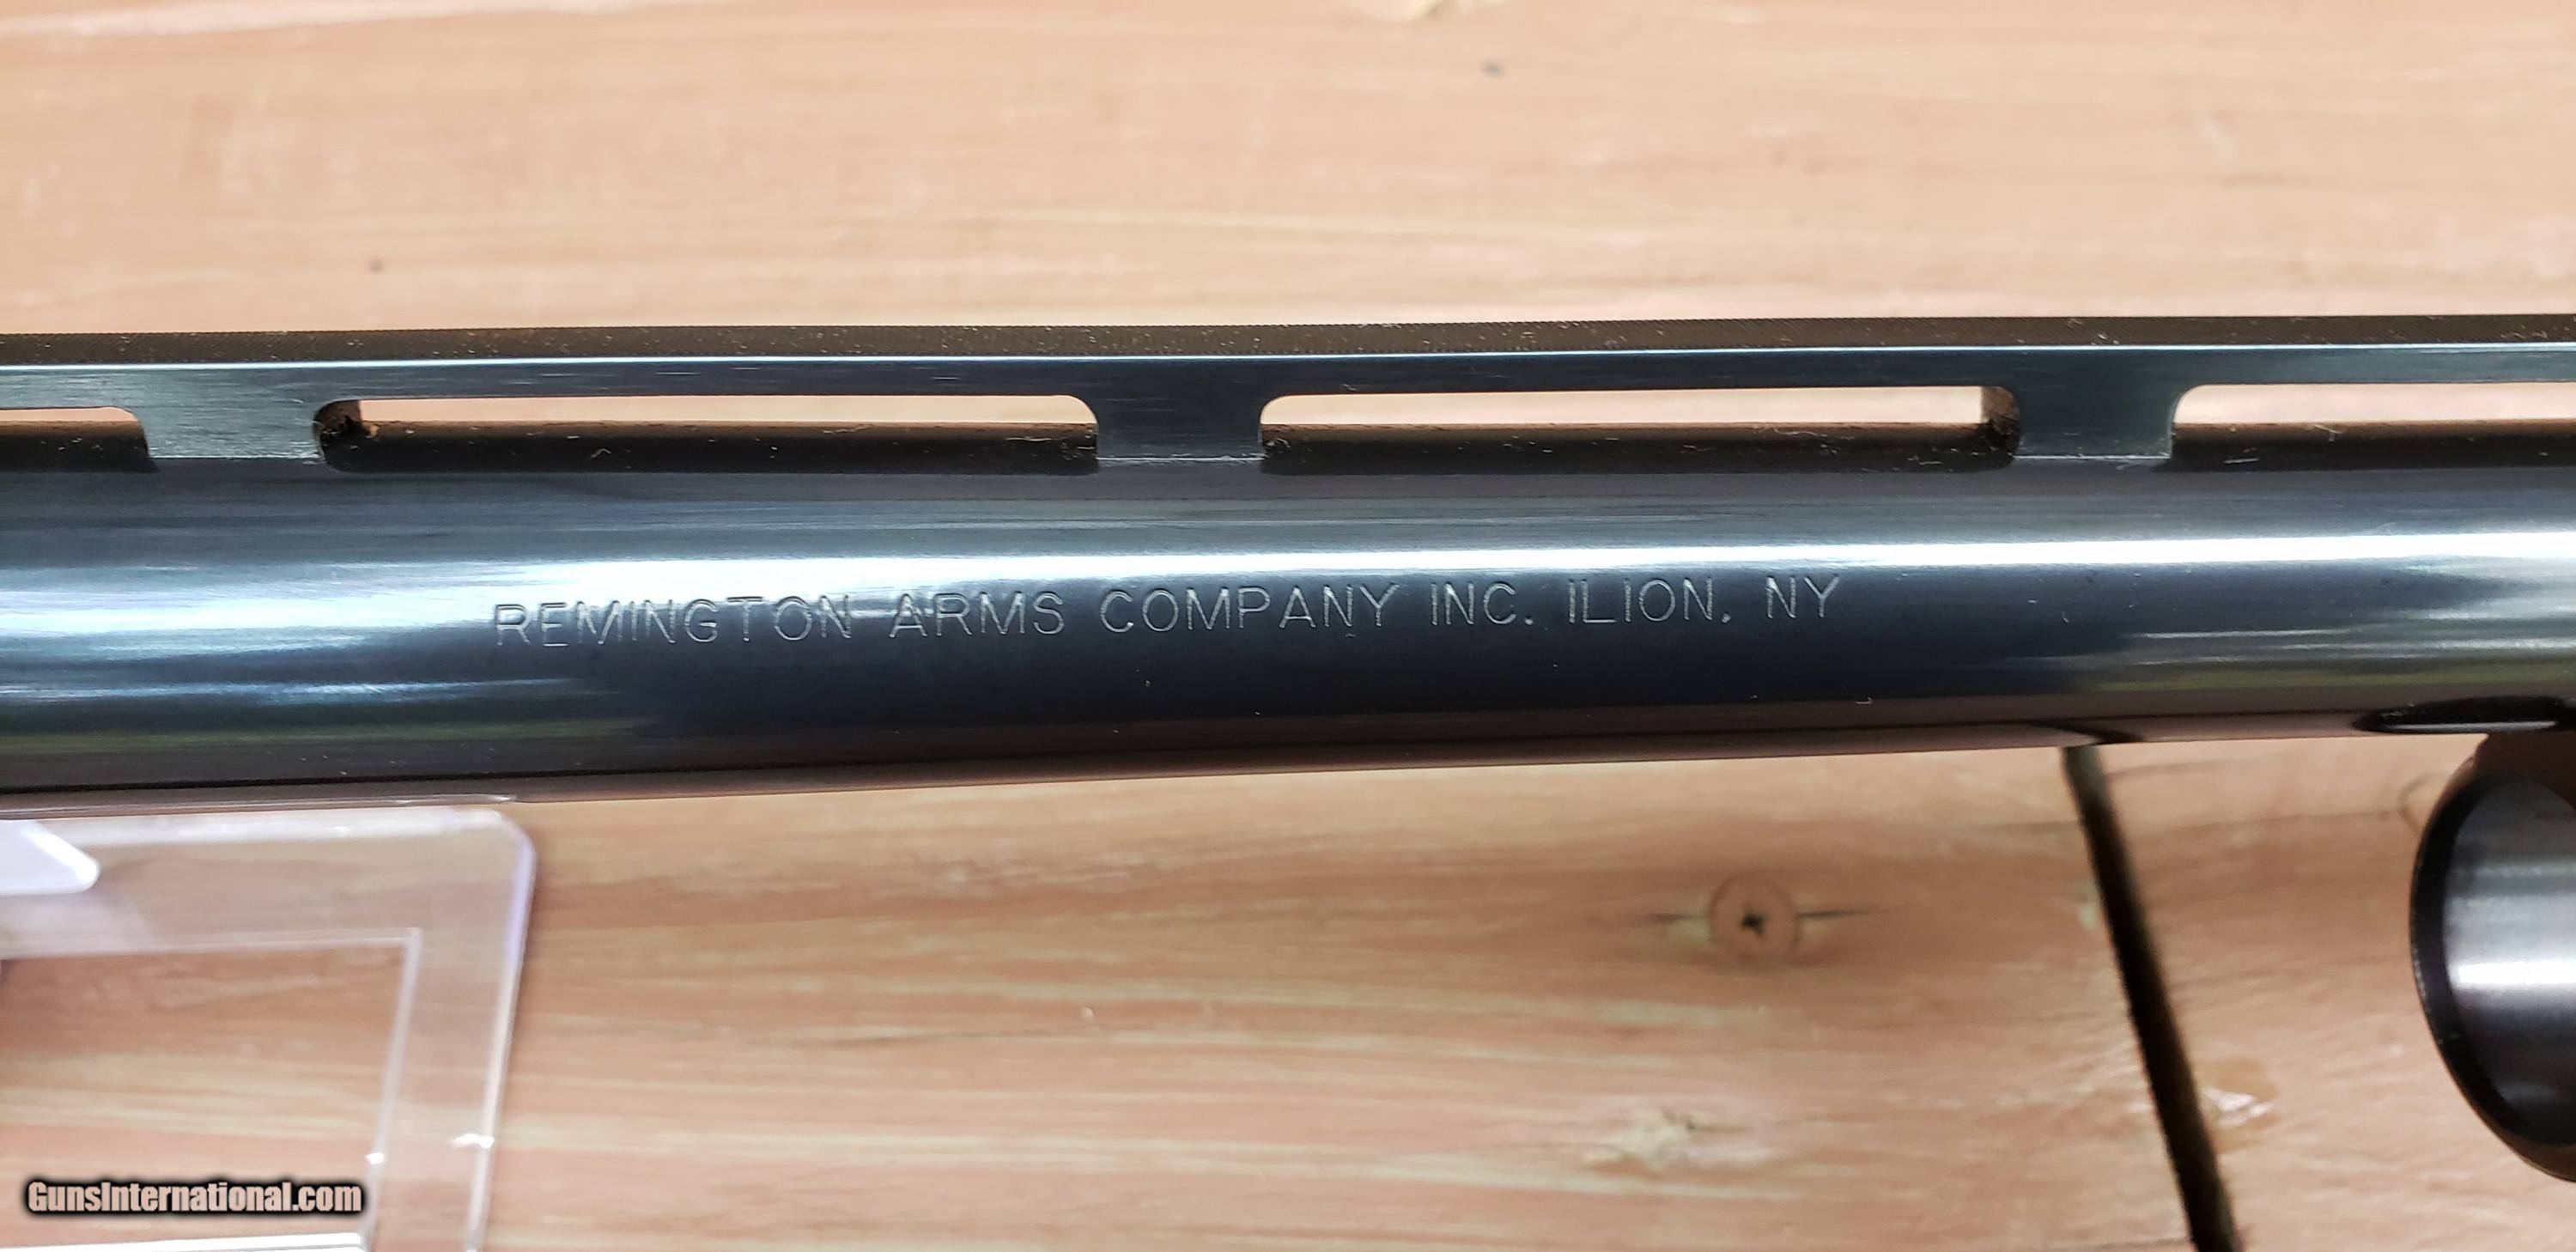 REMINGTON ARMS COMPANY INC. ILION, NY
GunsInternational.com